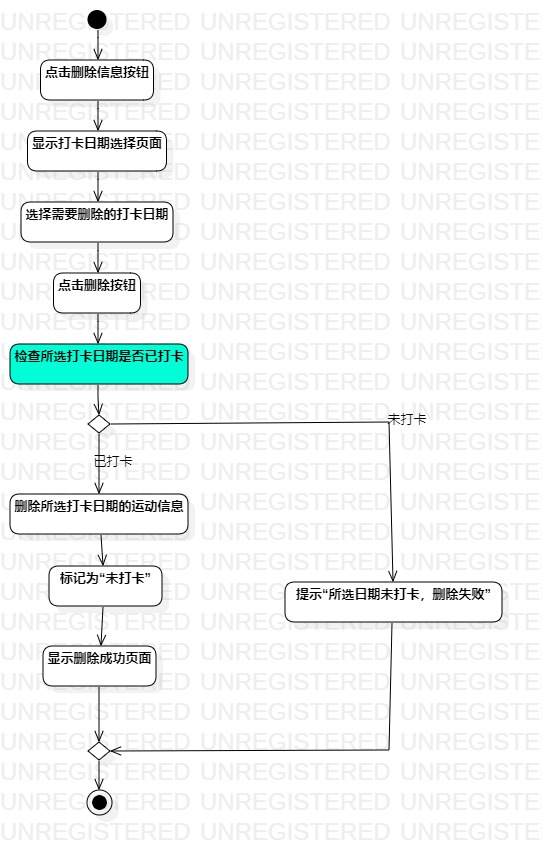 点击删除信息按钮
显示打卡日期选择页面
选择需要删除的打卡日期
点击删除按钮
检查所选打卡日期是否已打卡
未打卡
已打卡
删除所选打卡日期的运动信息
标记为“未打卡”
提示“所选日期未打卡，删除失败”
显示删除成功页面
UNREGISTERED